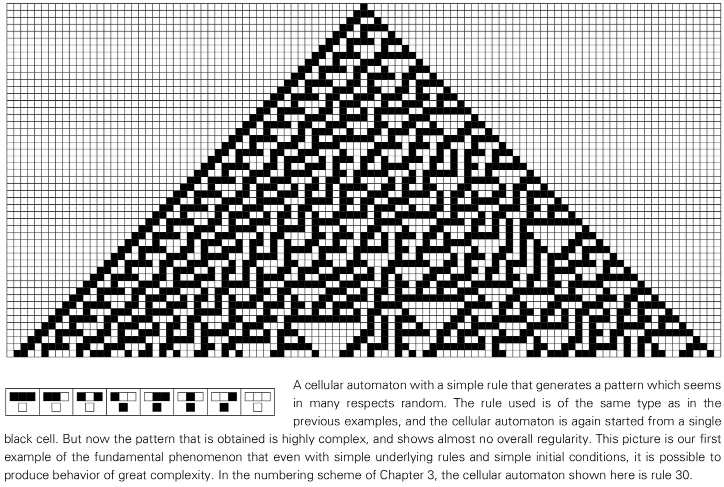 A cellular automaton with a simple rule that generates a pattern which seems
in many respects random. The rule used is of the same type as in the
previous examples, and the cellular automaton is again started from a single
black cell. But now the pattern that is obtained is highly complex, and shows almost no overall regularity. This picture is our first
example of the fundamental phenomenon that even with simple underlying rules and simple initial conditions, it is possible to
produce behavior of great complexity. In the numbering scheme of Chapter 3, the cellular automaton shown here is rule 30.